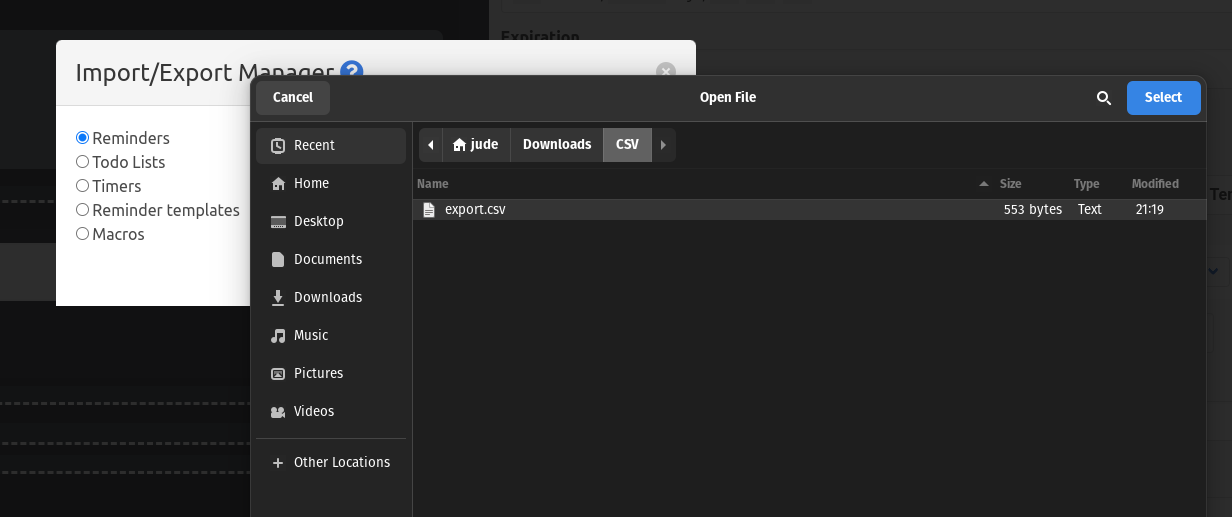 Expiration
Import/Export Manager ?
Cancel
Open File
Select
Reminders
Todo Lists
Timers
Reminder templates
Macros
Recent
Home
Desktop
Documents
Downloads
Music
Pictures
Videos
Other Locations
jude
Downloads
CSV
Name Size Type Modified
export.csv 553 bytes Text 21:19